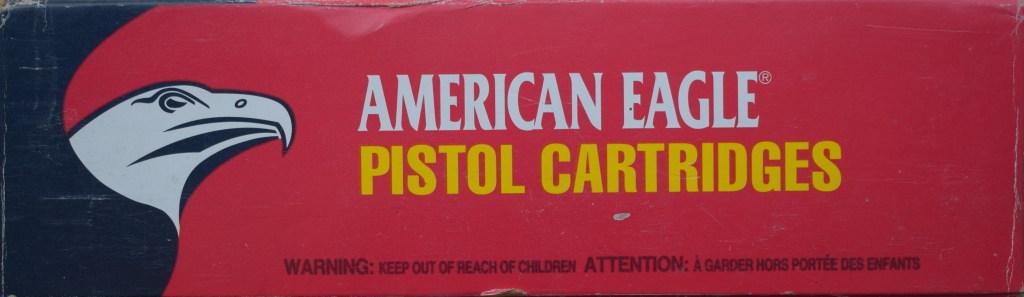 AMERICAN EAGLE®
PISTOL CARTRIDGES
WARNING: KEEP OUT OF REACH OF CHILDREN ATTENTION: À GARDER HORS PORTÉE DES ENFANTS